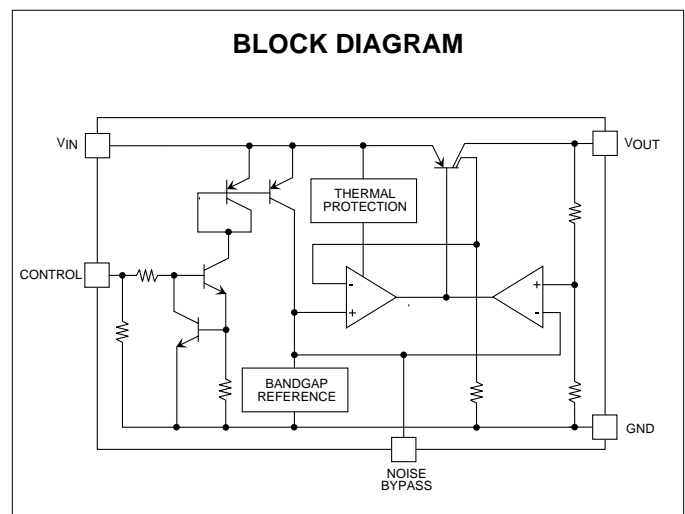 BLOCK DIAGRAM
VIN
VOUT
THERMAL
PROTECTION
CONTROL
-
+
+
-
BANDGAP
REFERENCE
GND
NOISE
BYPASS